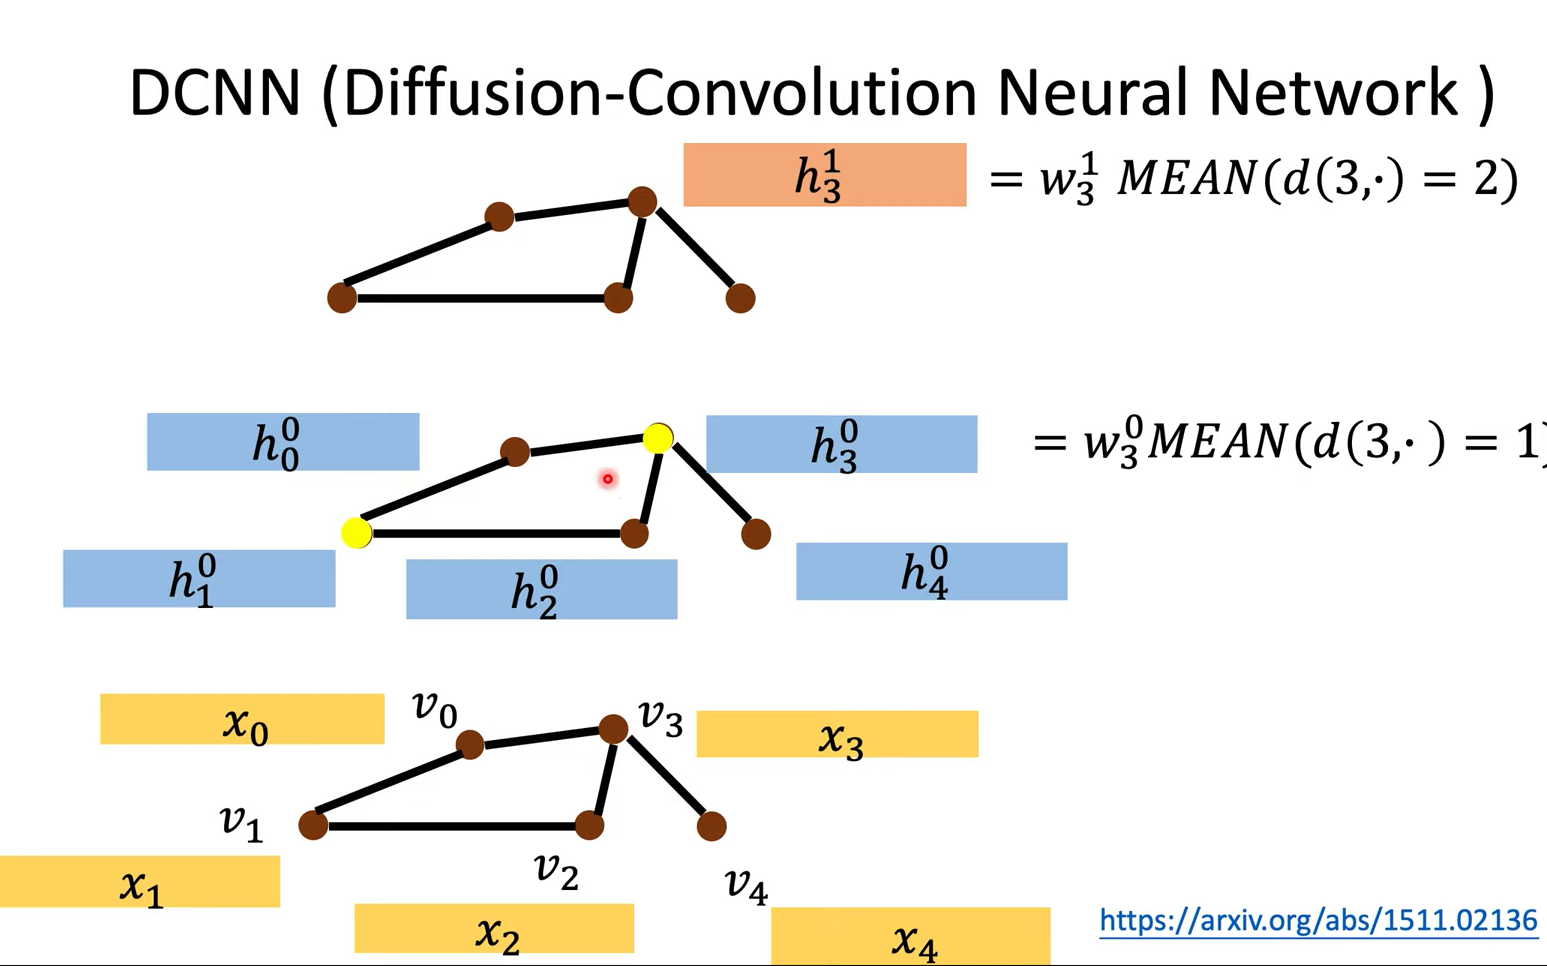 DCNN (Diffusion-Convolution Neural Network )
h_3^1 = w_3^1 MEAN(d(3,·) = 2)
h_0^0
h_3^0 = w_3^0 MEAN(d(3,· ) = 1)
h_1^0
h_2^0
h_4^0
x_0
v_0
v_3
x_3
v_1
x_1
v_2
v_4
x_2
x_4
https://arxiv.org/abs/1511.02136